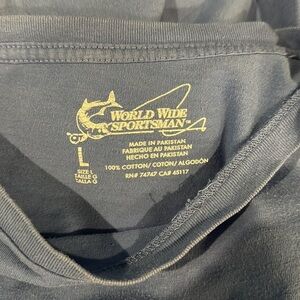 WORLD WIDE
SPORTSMAN™
MADE IN PAKISTAN
FABRIQUÉ AU PAKISTAN
HECHO EN PAKISTAN
100% COTTON/ COTON/ ALGODÓN
RN# 74747 CA# 45117
L
SIZE L
TAILLE G
TALLA G